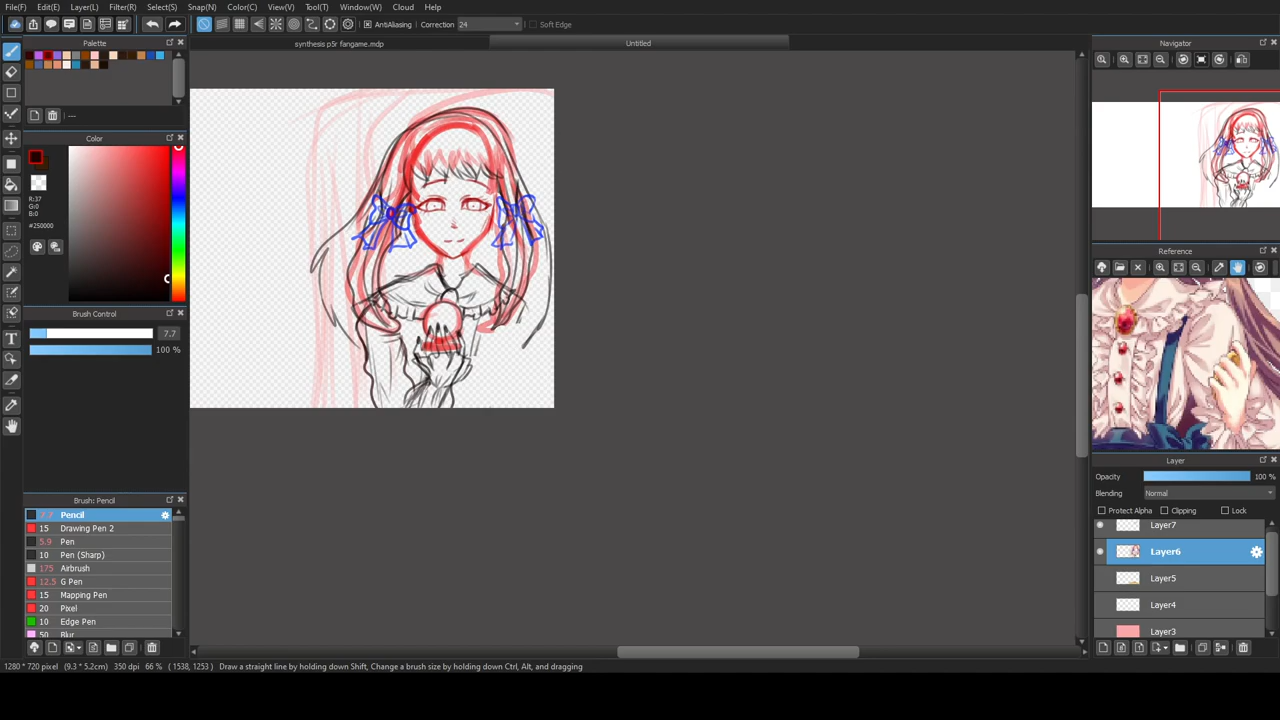 File(F) Edit(E) Layer(L) Filter(R) Select(S) Snap(N) Color(C) View(V) Tool(T) Window(W) Cloud Help
AntiAliasing Correction 24 Soft Edge
Palette
synthesis p5r fangame.mdp
Untitled
Navigator
---
Color
R:37
G:0
B:0
#250000
Brush Control
7.7
100 %
Brush: Pencil
7.7 Pencil
15 Drawing Pen 2
5.9 Pen
10 Pen (Sharp)
175 Airbrush
12.5 G Pen
15 Mapping Pen
20 Pixel
10 Edge Pen
50 Blur
Reference
Layer
Opacity 100 %
Blending Normal
Protect Alpha Clipping Lock
Layer7
Layer6
Layer5
Layer4
Layer3
1280 * 720 pixel (9.3 * 5.2cm) 350 dpi 66 % ( 1538, 1253 ) Draw a straight line by holding down Shift, Change a brush size by holding down Ctrl, Alt, and dragging